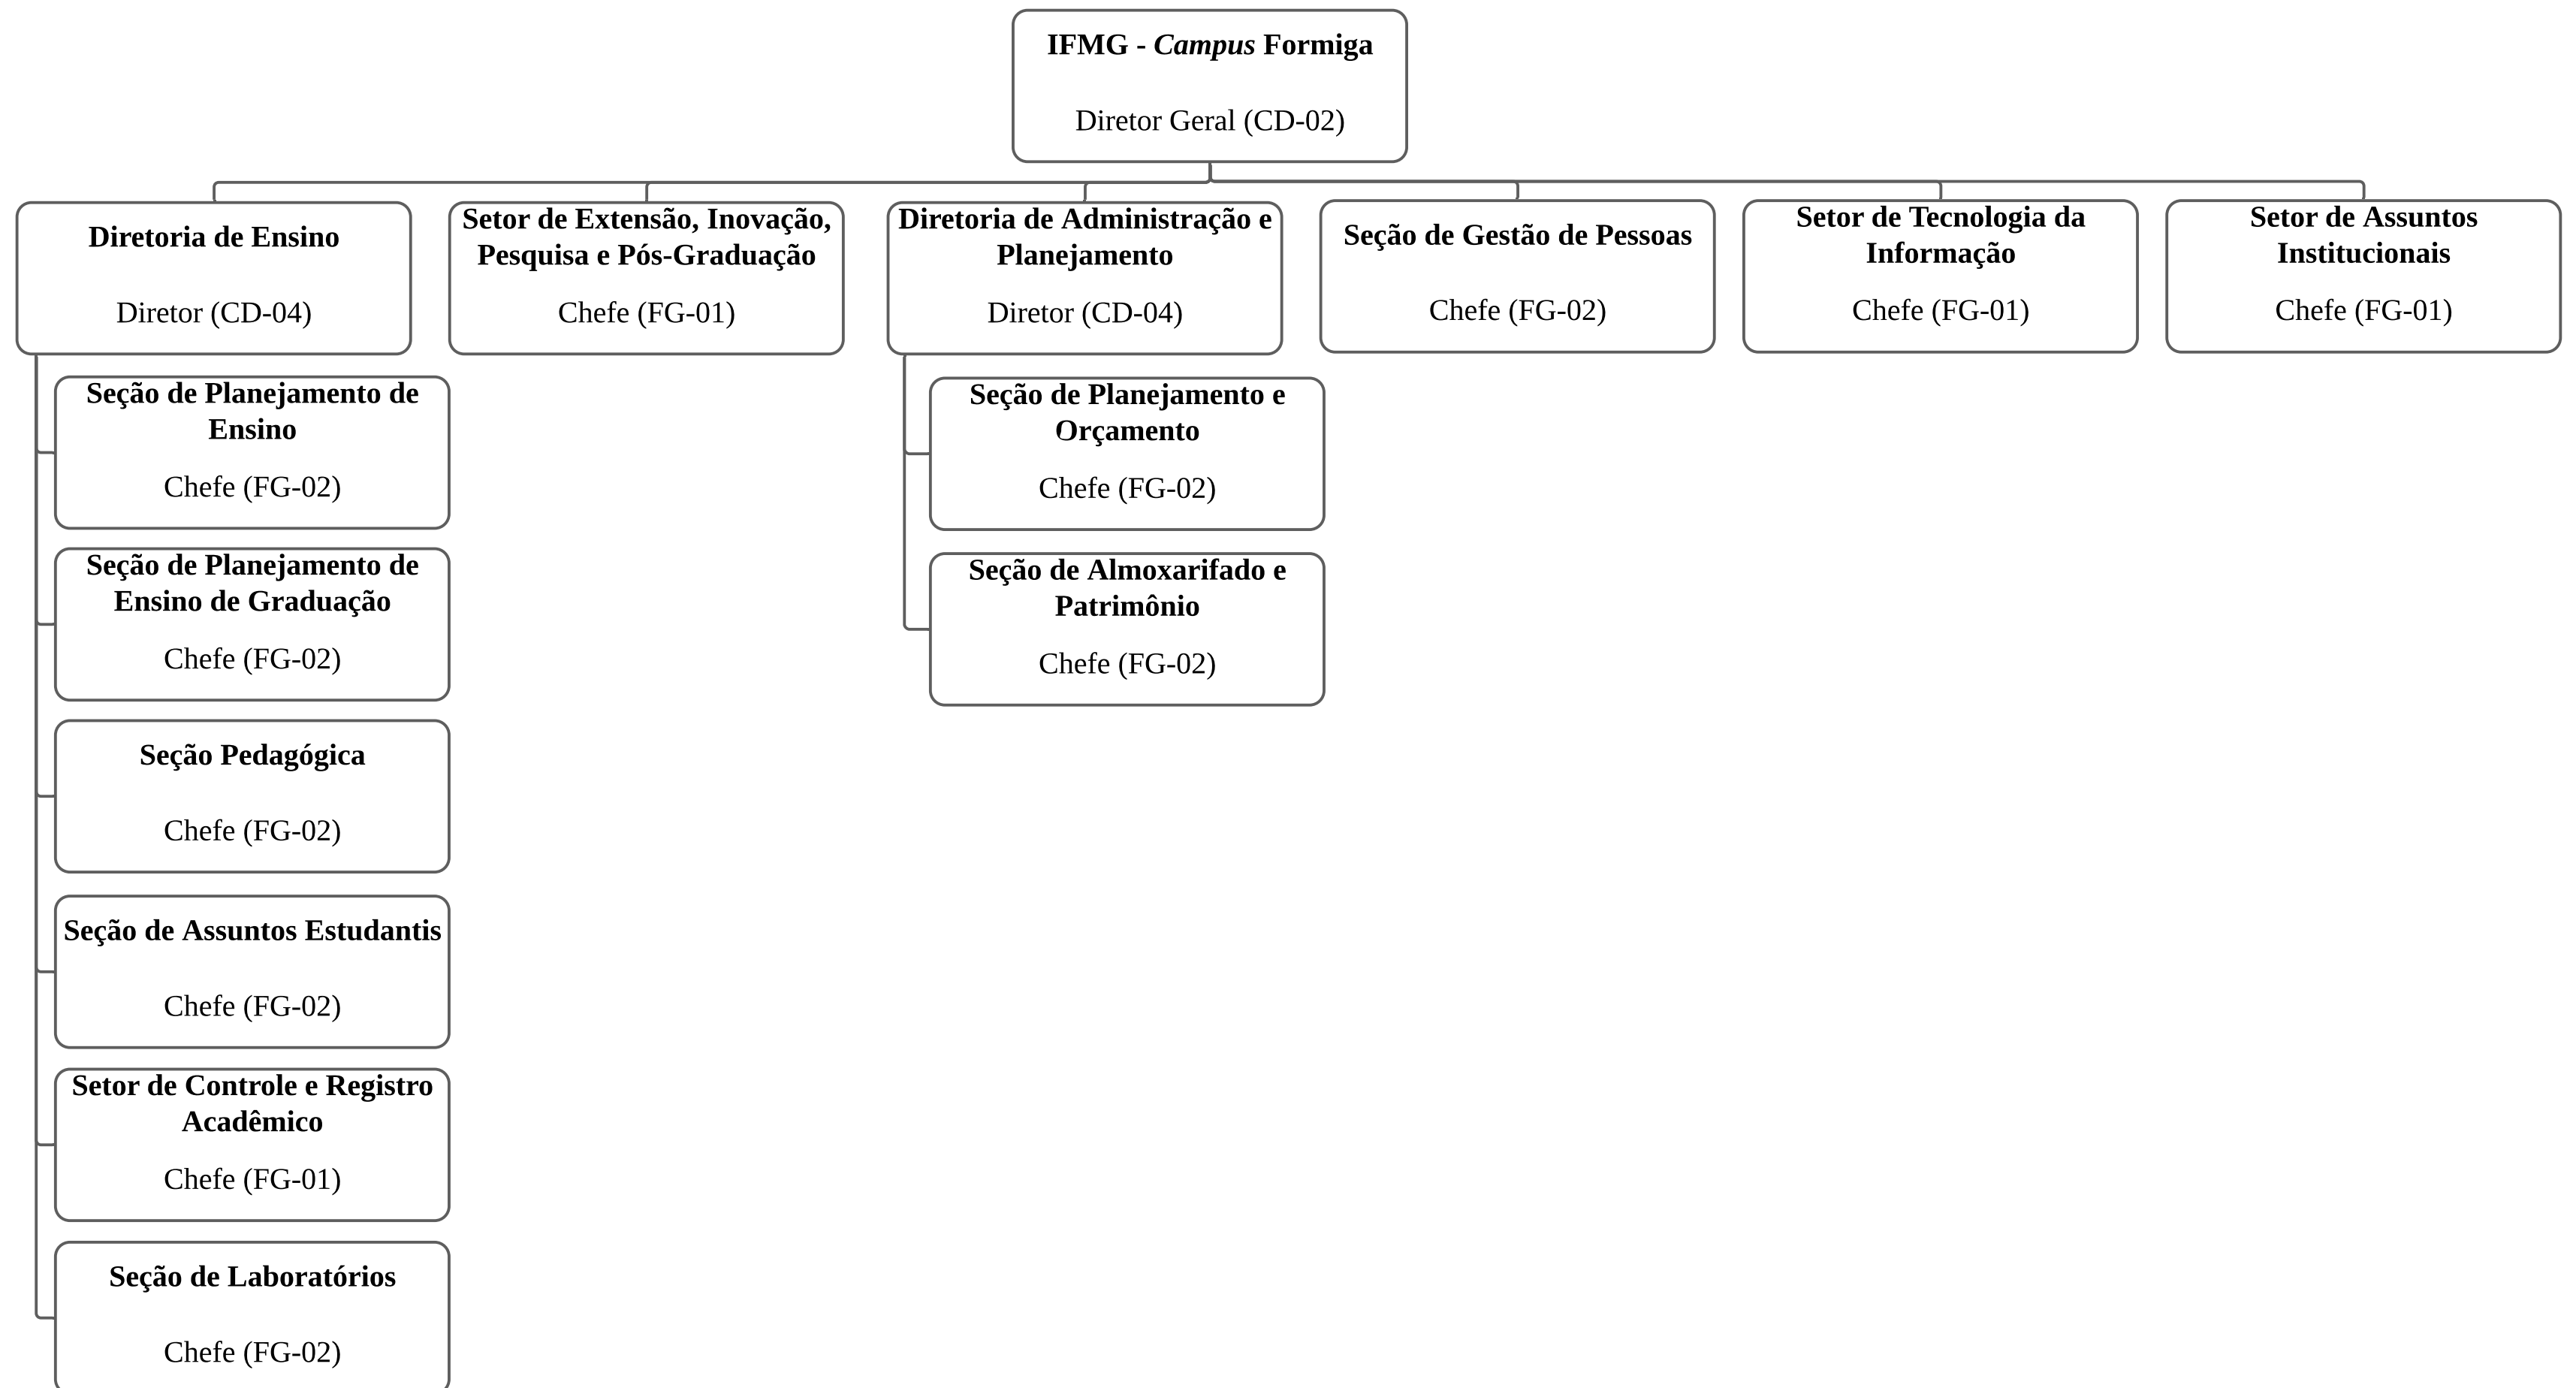 IFMG - Campus Formiga
Diretor Geral (CD-02)
Diretoria de Ensino
Diretor (CD-04)
Setor de Extensão, Inovação,
Pesquisa e Pós-Graduação
Chefe (FG-01)
Diretoria de Administração e
Planejamento
Diretor (CD-04)
Seção de Gestão de Pessoas
Chefe (FG-02)
Setor de Tecnologia da
Informação
Chefe (FG-01)
Setor de Assuntos
Institucionais
Chefe (FG-01)
Seção de Planejamento de
Ensino
Chefe (FG-02)
Seção de Planejamento de
Ensino de Graduação
Chefe (FG-02)
Seção Pedagógica
Chefe (FG-02)
Seção de Assuntos Estudantis
Chefe (FG-02)
Setor de Controle e Registro
Acadêmico
Chefe (FG-01)
Seção de Laboratórios
Chefe (FG-02)
Seção de Planejamento e
Orçamento
Chefe (FG-02)
Seção de Almoxarifado e
Patrimônio
Chefe (FG-02)